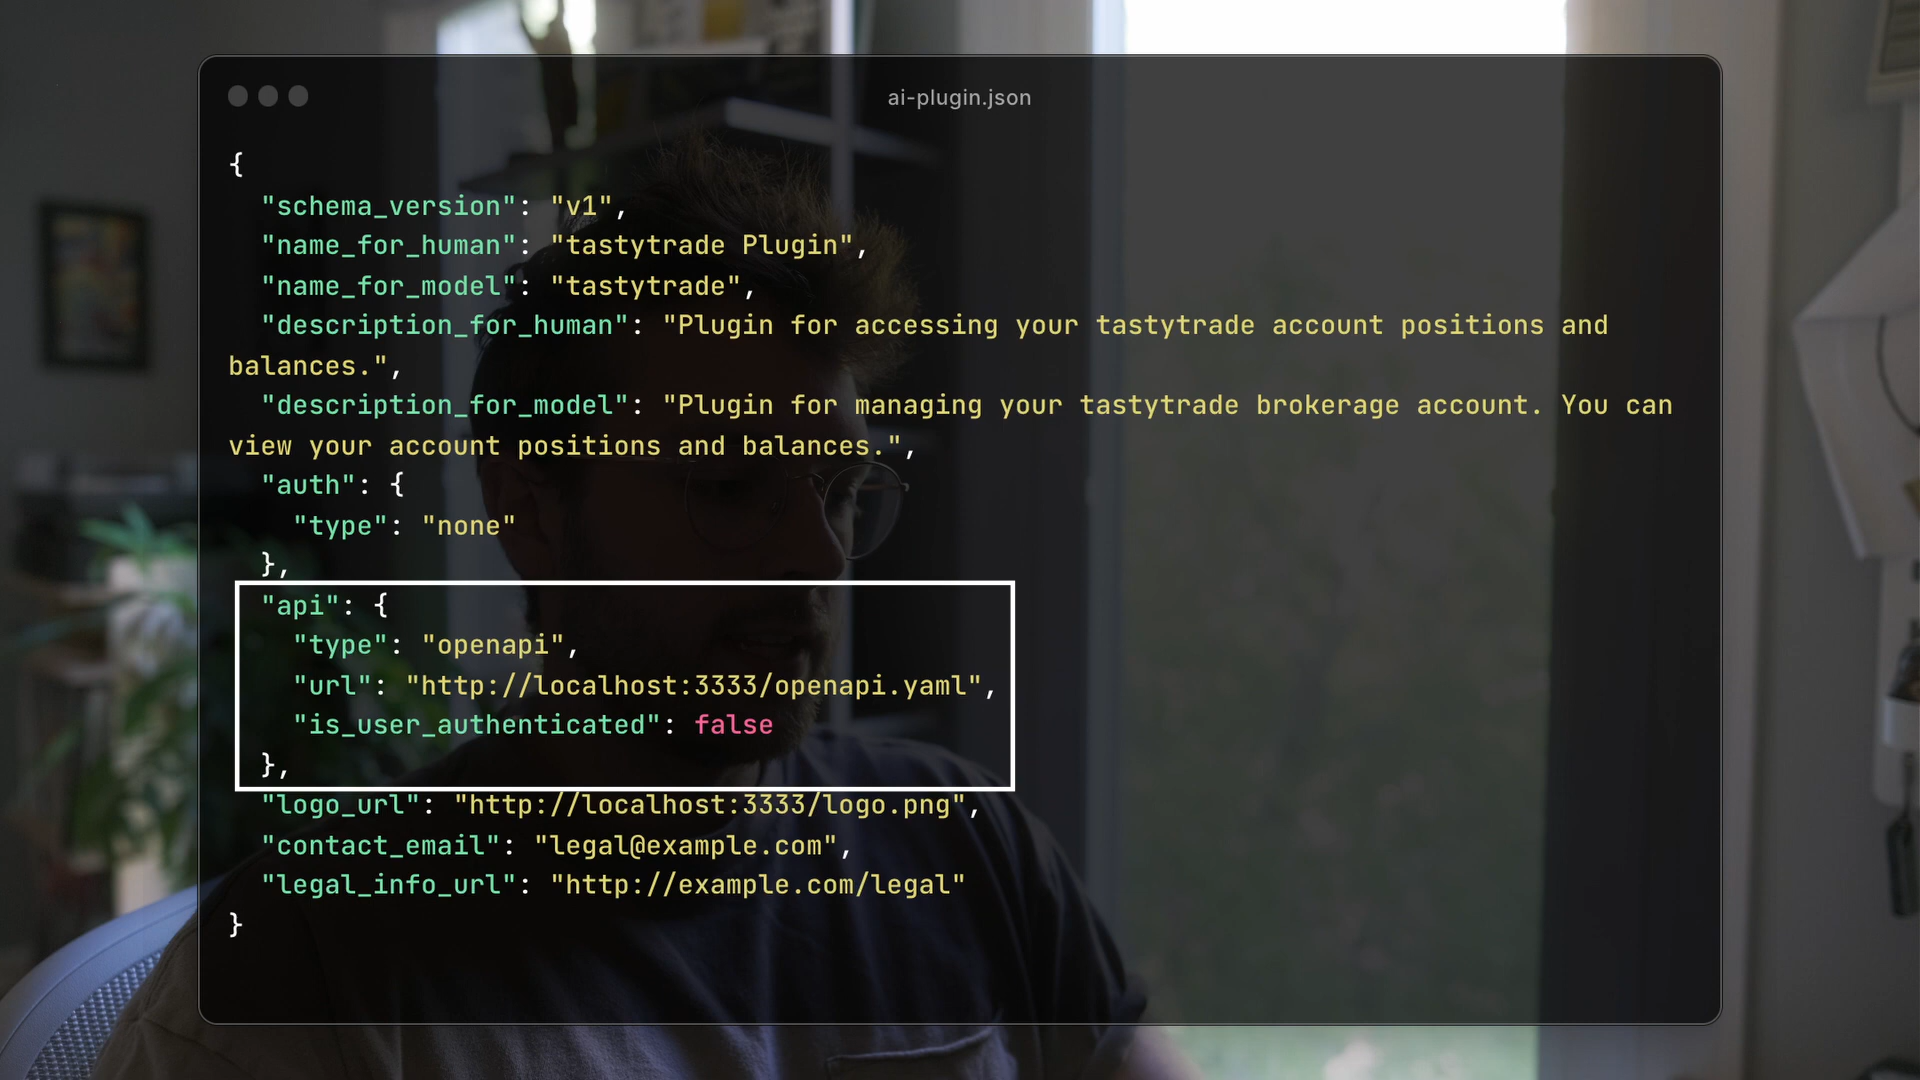 ai-plugin.json
{
"schema_version": "v1",
"name_for_human": "tastytrade Plugin",
"name_for_model": "tastytrade",
"description_for_human": "Plugin for accessing your tastytrade account positions and
balances.",
"description_for_model": "Plugin for managing your tastytrade brokerage account. You can
view your account positions and balances.",
"auth": {
"type": "none"
},
"api": {
"type": "openapi",
"url": "http://localhost:3333/openapi.yaml",
"is_user_authenticated": false
},
"logo_url": "http://localhost:3333/logo.png",
"contact_email": "legal@example.com",
"legal_info_url": "http://example.com/legal"
}